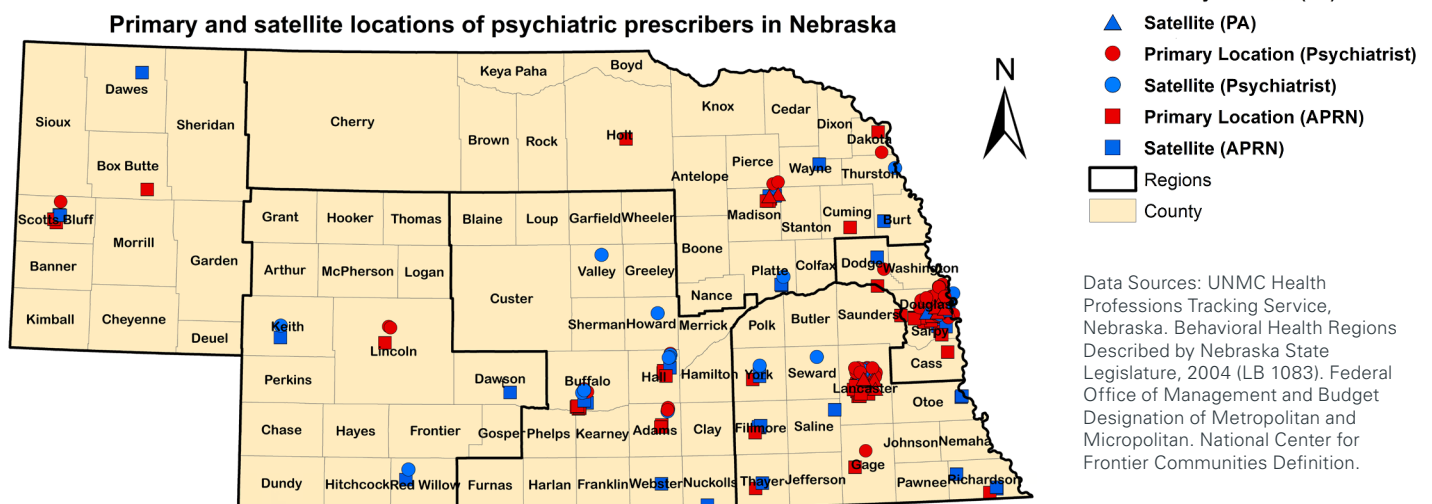 Primary and satellite locations of psychiatric prescribers in Nebraska
Satellite (PA)
Primary Location (Psychiatrist)
Satellite (Psychiatrist)
Primary Location (APRN)
Satellite (APRN)
Regions
County
N
Keya Paha
Boyd
Dawes
Knox
Cedar
Sioux
Sheridan
Cherry
Brown
Rock
Holt
Dixon
Dakota
Box Butte
Antelope
Pierce
Wayne
Thurston
Scotts Bluff
Grant
Hooker
Thomas
Blaine
Loup
Garfield
Wheeler
Madison
Stanton
Cuming
Burt
Morrill
Banner
Garden
Arthur
McPherson
Logan
Valley
Greeley
Boone
Platte
Colfax
Dodge
Washington
Custer
Nance
Kimball
Cheyenne
Deuel
Keith
Lincoln
Sherman
Howard
Merrick
Polk
Butler
Saunders
Douglas
Sarpy
Cass
Perkins
Dawson
Buffalo
Hall
Hamilton
York
Seward
Lancaster
Otoe
Chase
Hayes
Frontier
Gosper
Phelps
Kearney
Adams
Clay
Fillmore
Saline
Johnson
Nemaha
Gage
Dundy
Hitchcock
Red Willow
Furnas
Harlan
Franklin
Webster
Nuckolls
Thayer
Jefferson
Pawnee
Richardson
Data Sources: UNMC Health
Professions Tracking Service,
Nebraska. Behavioral Health Regions
Described by Nebraska State
Legislature, 2004 (LB 1083). Federal
Office of Management and Budget
Designation of Metropolitan and
Micropolitan. National Center for
Frontier Communities Definition.